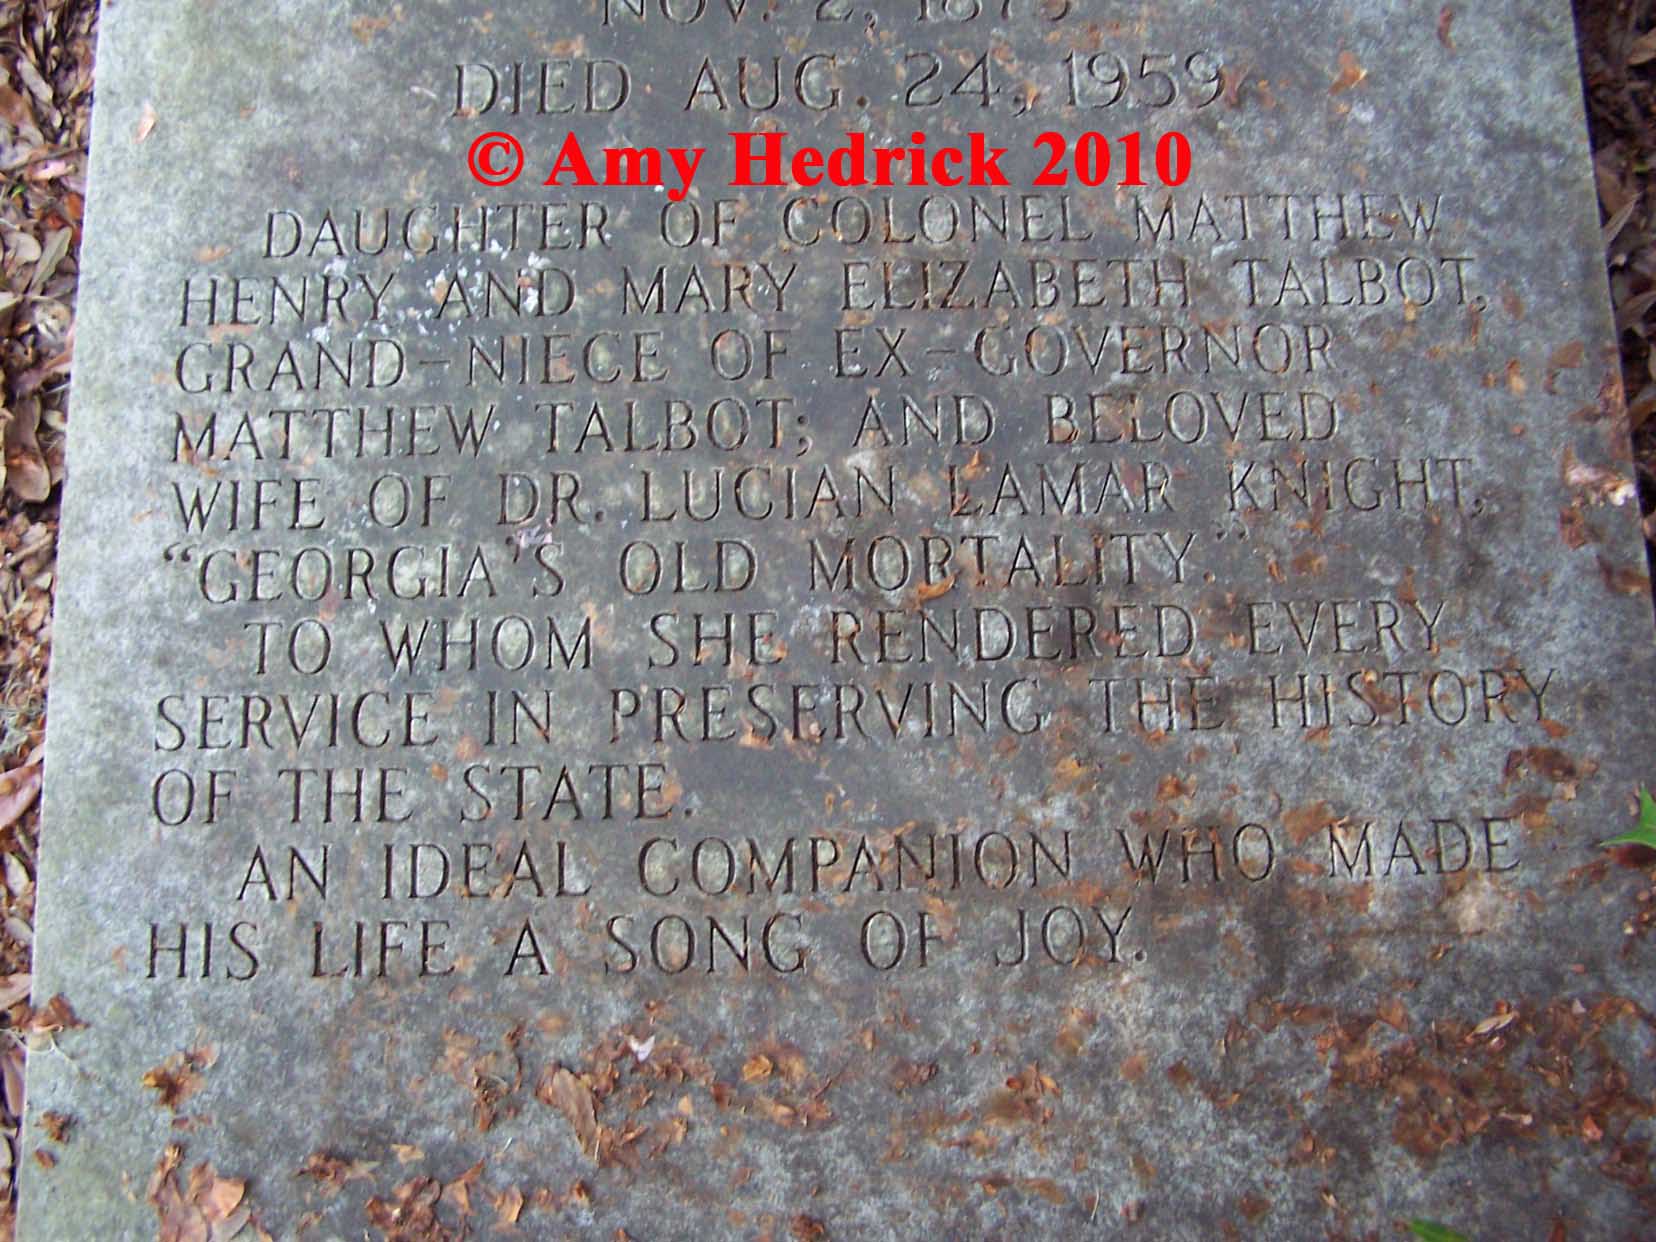 NOV. 2, 1875
DIED AUG. 24, 1959
© Amy Hedrick 2010
DAUGHTER OF COLONEL MATTHEW
HENRY AND MARY ELIZABETH TALBOT,
GRAND-NIECE OF EX-GOVERNOR
MATTHEW TALBOT; AND BELOVED
WIFE OF DR. LUCIAN LAMAR KNIGHT,
"GEORGIA'S OLD MORTALITY."
TO WHOM SHE RENDERED EVERY
SERVICE IN PRESERVING THE HISTORY
OF THE STATE.
AN IDEAL COMPANION WHO MADE
HIS LIFE A SONG OF JOY.